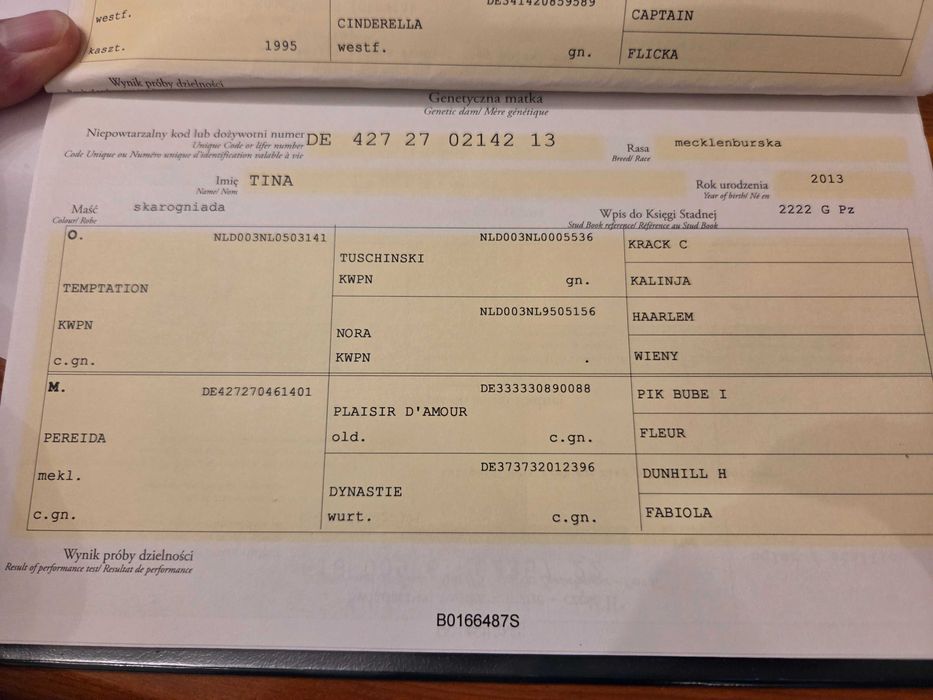 westf.
kaszt. 1995
DE341420859589
CINDERELLA
westf. gn.
CAPTAIN
FLICKA
Wynik próby dzielności
Genetyczna matka
Genetic dam/ Mère génétique
Niepowtarzalny kod lub dożywotni numer DE 427 27 02142 13
Unique Code or lifer number
Code Unique ou Numéro unique d'identification valable à vie
Rasa mecklenburska
Breed/ Race
Imię TINA
Name/ Nom
Rok urodzenia 2013
Year of birth/ Né en
Maść skarogniada
Colour/ Robe
Wpis do Księgi Stadnej 2222 G Pz
Stud Book reference/ Référence au Stud Book
O. NLD003NL0503141
TEMPTATION
KWPN
c.gn.
NLD003NL0005536
TUSCHINSKI
KWPN gn.
KRACK C
KALINJA
NLD003NL9505156
NORA
KWPN .
HAARLEM
WIENY
M. DE427270461401
PEREIDA
mekl.
c.gn.
DE333330890088
PLAISIR D'AMOUR
old. c.gn.
PIK BUBE I
FLEUR
DE373732012396
DYNASTIE
wurt. c.gn.
DUNHILL H
FABIOLA
Wynik próby dzielności
Result of performance test/ Resultat de performance
B0166487S